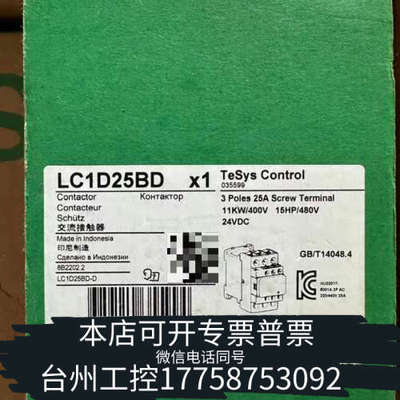 LC1D25BD x1
TeSys Control
035599
Contactor Контактор
Contacteur
Schütz
交流接触器
Made in Indonesia
印尼制造
Сделано в Индонезии
6B2202 2
LC1D25BD-D
3 Poles 25A Screw Terminal
11KW/400V 15HP/480V
24VDC
GB/T14048.4
本店可开专票普票
微信电话同号
台州工控17758753092